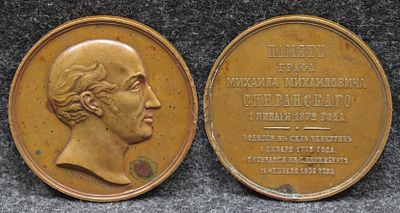 ПАМЯТИ
ГРАФА
МИХАИЛА МИХАИЛОВИЧА
СПЕРАНСКАГО
1 ЯНВАРЯ 1872 ГОДА.
РОДИЛСЯ ВЪ СЕЛѢ ЧЕРКУТИНѢ
1 ЯНВАРЯ 1772 ГОДА.
СКОНЧАЛСЯ ВЪ С. ПЕТЕРБУРГѢ
11 ФЕВРАЛЯ 1839 ГОДА.